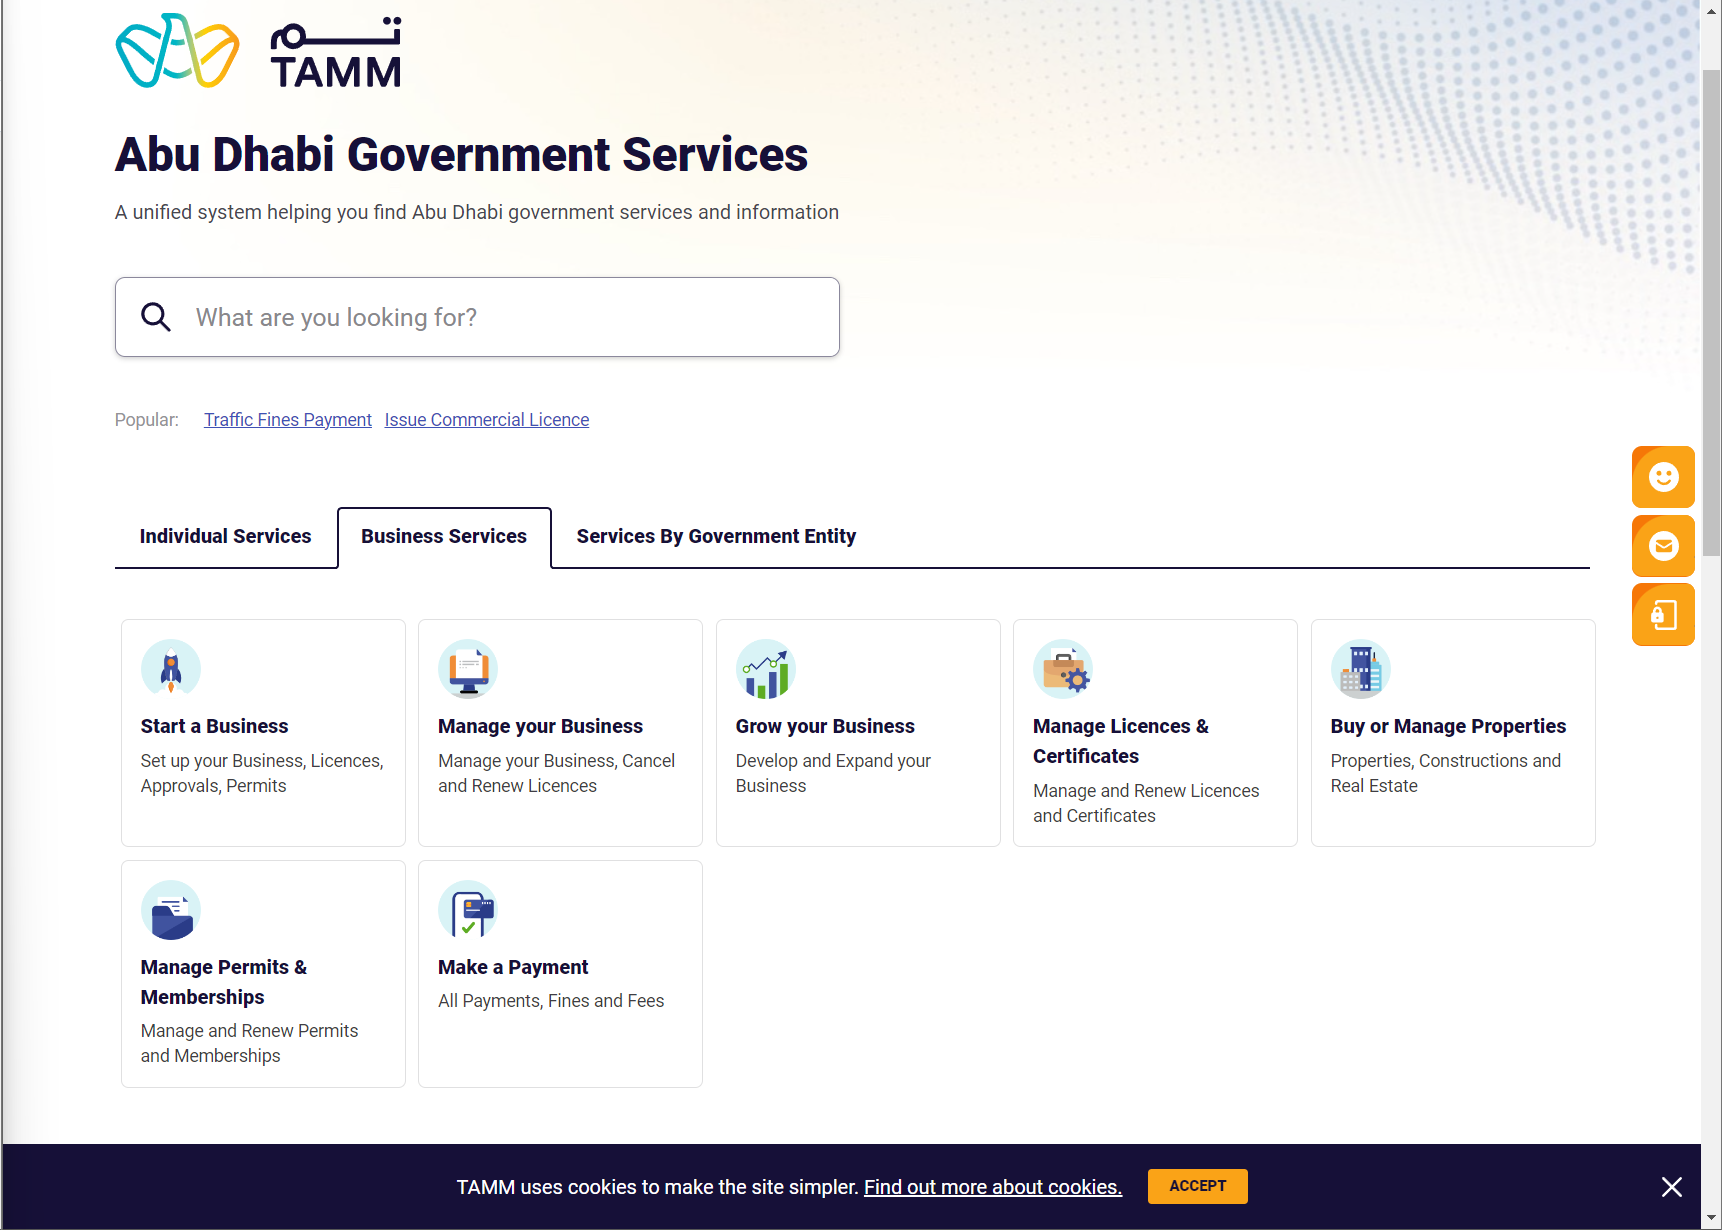 تـــم
TAMM
Abu Dhabi Government Services
A unified system helping you find Abu Dhabi government services and information
What are you looking for?
Popular: Traffic Fines Payment Issue Commercial Licence
Individual Services Business Services Services By Government Entity
Start a Business
Set up your Business, Licences,
Approvals, Permits
Manage your Business
Manage your Business, Cancel
and Renew Licences
Grow your Business
Develop and Expand your
Business
Manage Licences &
Certificates
Manage and Renew Licences
and Certificates
Buy or Manage Properties
Properties, Constructions and
Real Estate
Manage Permits &
Memberships
Manage and Renew Permits
and Memberships
Make a Payment
All Payments, Fines and Fees
TAMM uses cookies to make the site simpler. Find out more about cookies. ACCEPT